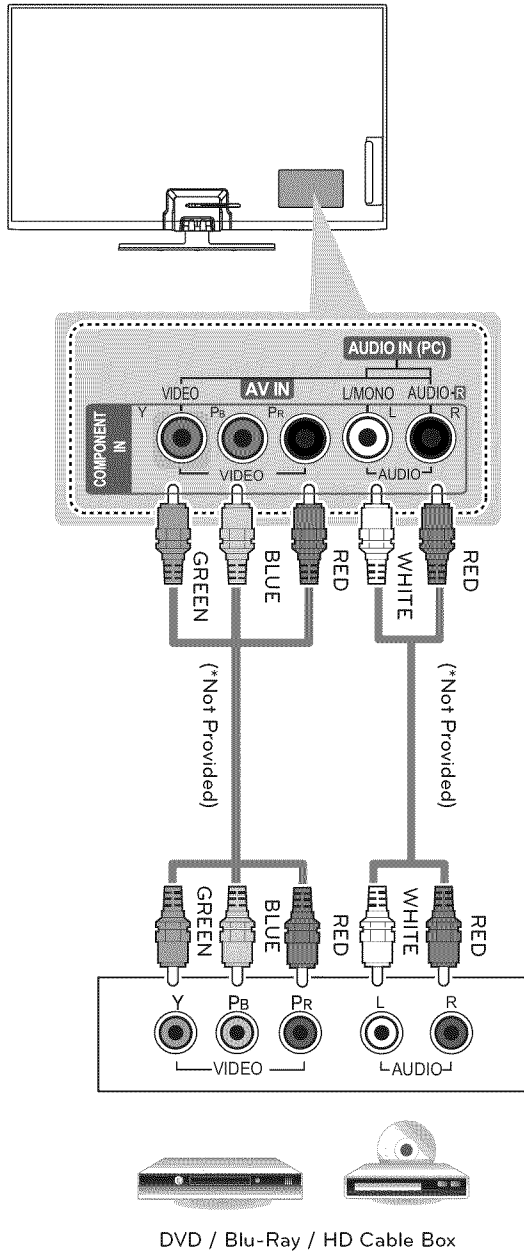 AUDIO IN (PC)
VIDEO AV IN L/MONO AUDIO-R
COMPONENT
IN
Y PB PR L R
VIDEO AUDIO
GREEN BLUE RED WHITE RED
(*Not Provided) (*Not Provided)
GREEN BLUE RED WHITE RED
Y PB PR L R
VIDEO AUDIO
DVD / Blu-Ray / HD Cable Box